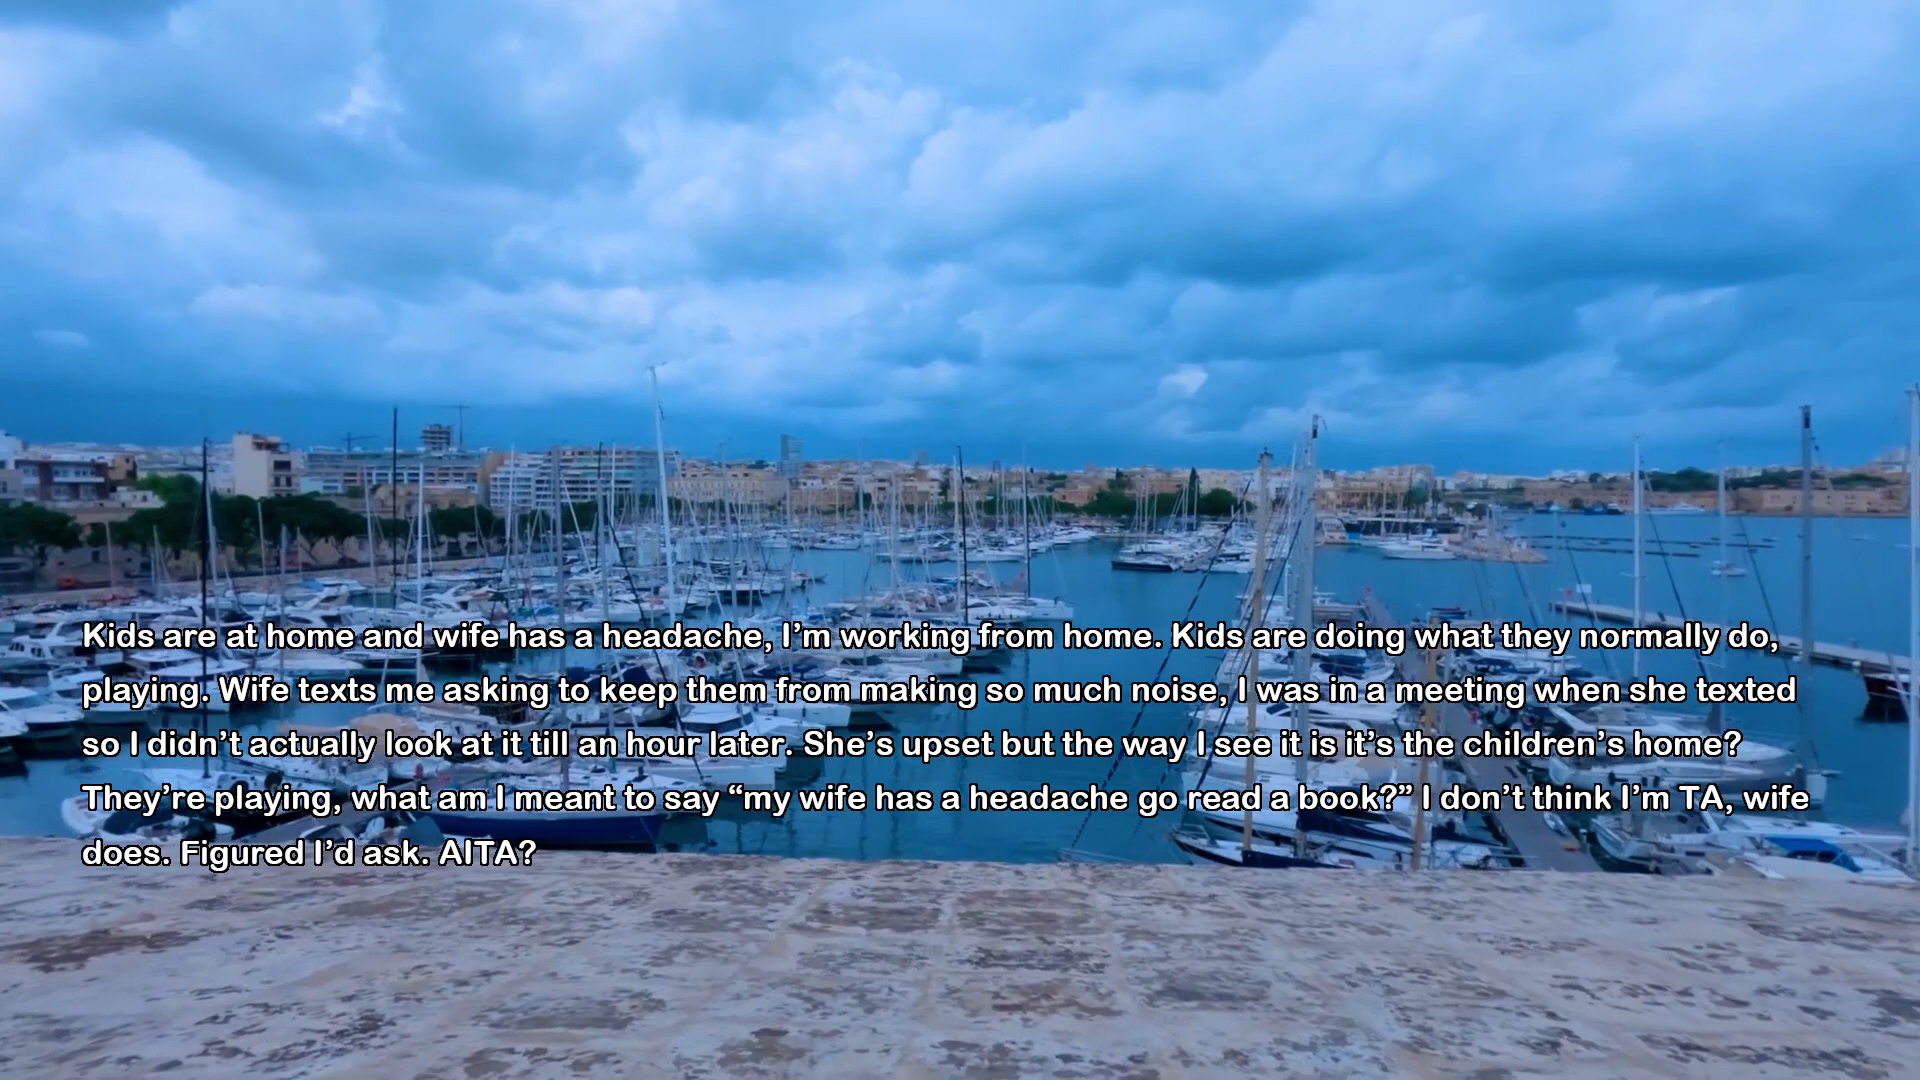 Kids are at home and wife has a headache, I’m working from home. Kids are doing what they normally do,
playing. Wife texts me asking to keep them from making so much noise, I was in a meeting when she texted
so I didn’t actually look at it till an hour later. She’s upset but the way I see it is it’s the children’s home?
They’re playing, what am I meant to say “my wife has a headache go read a book?” I don’t think I’m TA, wife
does. Figured I’d ask. AITA?